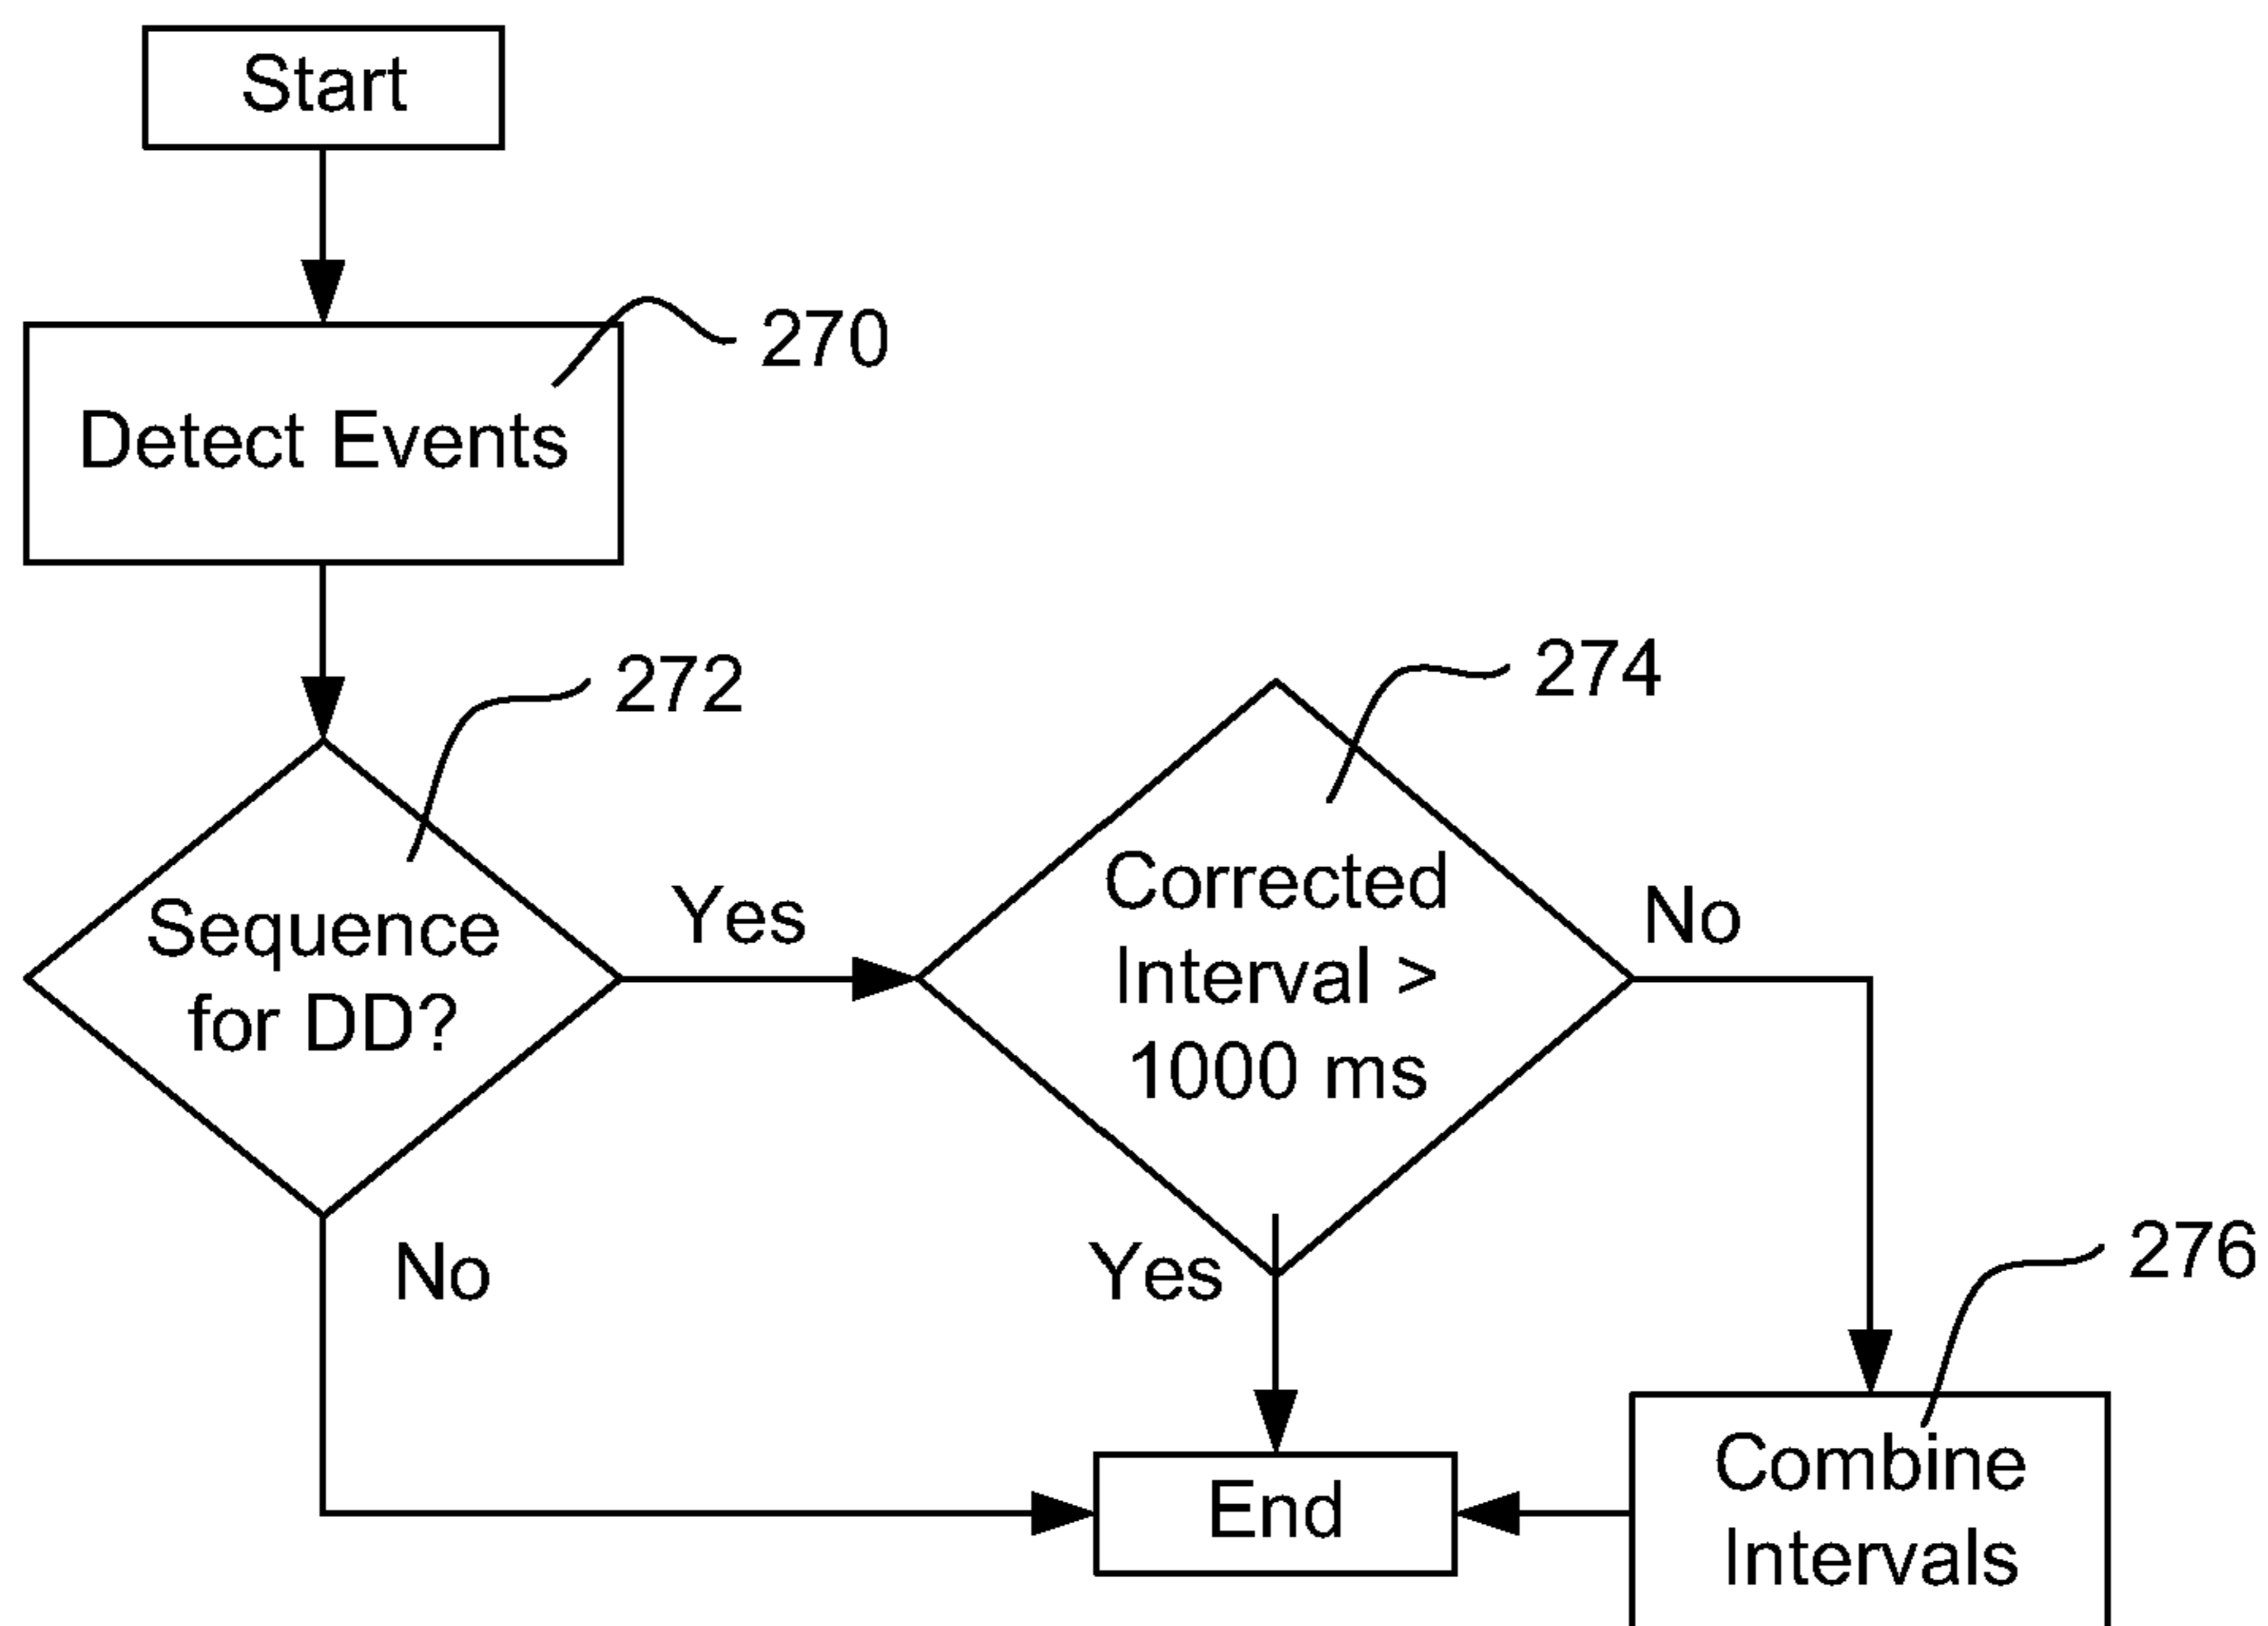 Start
270
Detect Events
272
274
Sequence
for DD?
Yes
Corrected
Interval >
1000 ms
No
No
Yes
276
End
Combine
Intervals